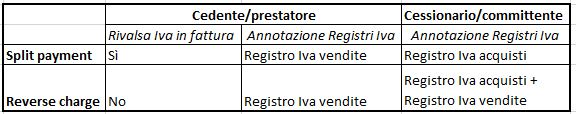 Cedente/prestatore Cessionario/committente
Rivalsa Iva in fattura Annotazione Registri Iva Annotazione Registri Iva
Split payment Sì Registro Iva vendite Registro Iva acquisti
Registro Iva acquisti +
Reverse charge No Registro Iva vendite Registro Iva vendite